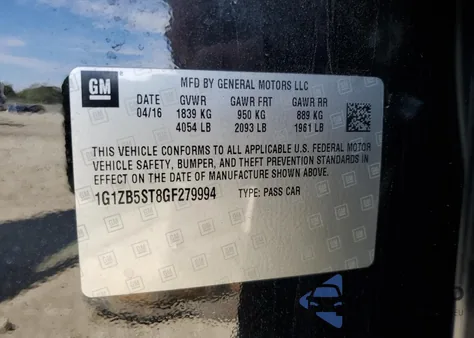 GM
MFD BY GENERAL MOTORS LLC
DATE GVWR GAWR FRT GAWR RR
04/16 1839 KG 950 KG 889 KG
4054 LB 2093 LB 1961 LB
THIS VEHICLE CONFORMS TO ALL APPLICABLE U.S. FEDERAL MOTOR
VEHICLE SAFETY, BUMPER, AND THEFT PREVENTION STANDARDS IN
EFFECT ON THE DATE OF MANUFACTURE SHOWN ABOVE.
1G1ZB5ST8GF279994 TYPE: PASS CAR